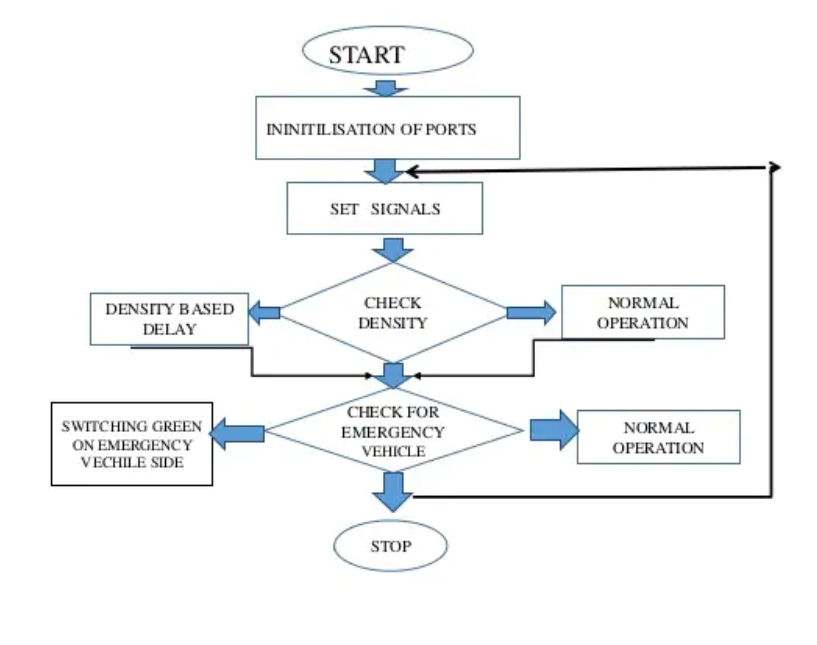 START
ININITILISATION OF PORTS
SET SIGNALS
CHECK
DENSITY
DENSITY BASED
DELAY
NORMAL
OPERATION
CHECK FOR
EMERGENCY
VEHICLE
SWITCHING GREEN
ON EMERGENCY
VECHILE SIDE
NORMAL
OPERATION
STOP